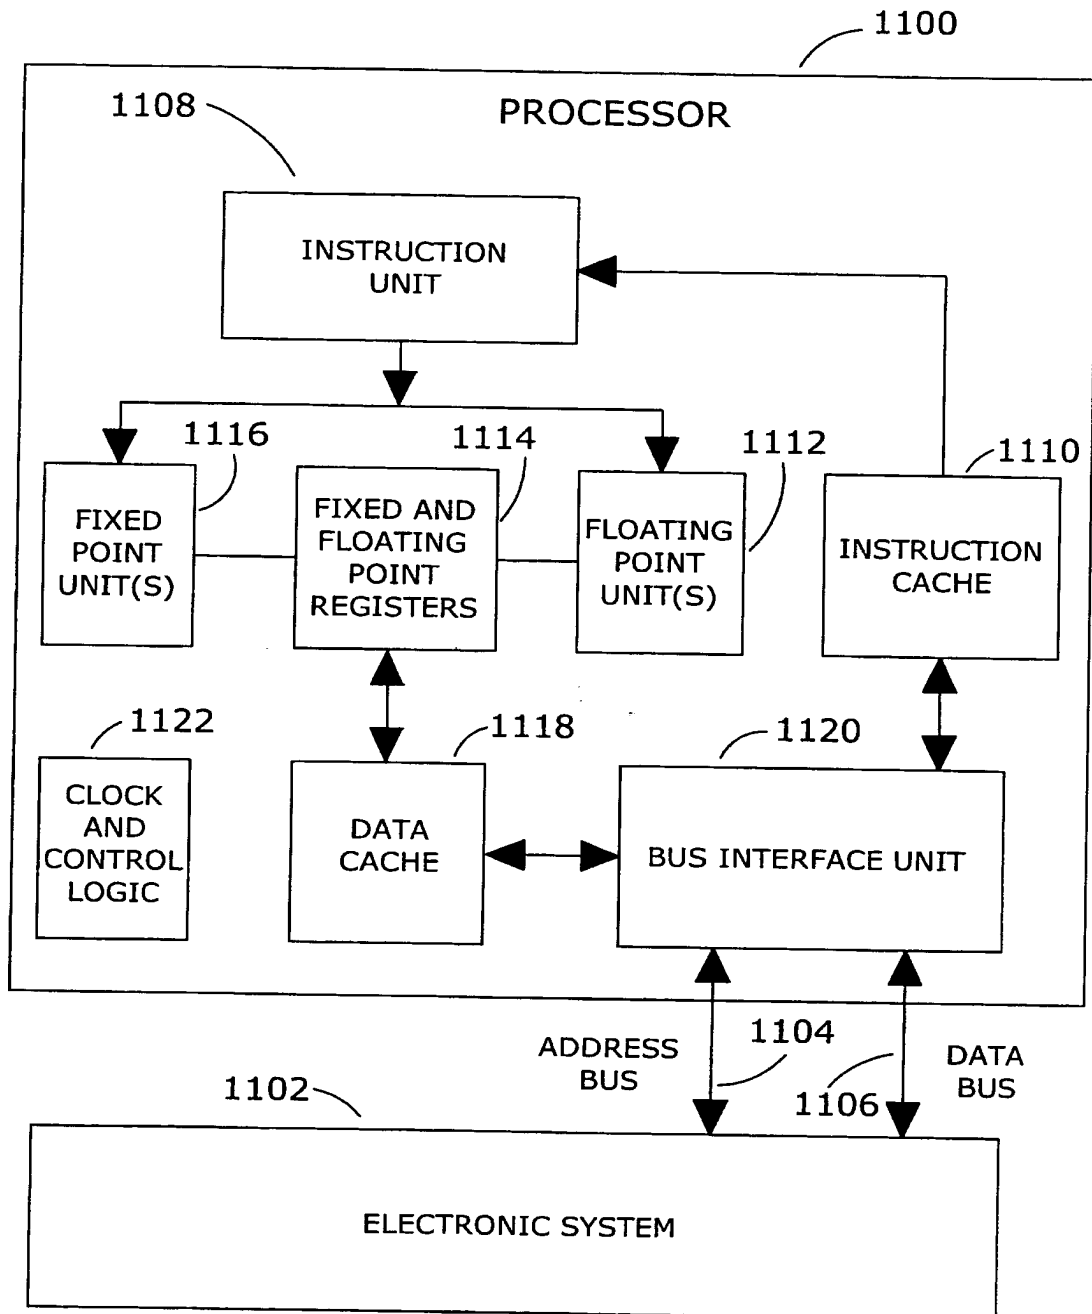 1100
PROCESSOR
1108
INSTRUCTION
UNIT
1116
1114
1112
1110
FIXED
POINT
UNIT(S)
FIXED AND
FLOATING
POINT
REGISTERS
FLOATING
POINT
UNIT(S)
INSTRUCTION
CACHE
1122
1118
1120
CLOCK
AND
CONTROL
LOGIC
DATA
CACHE
BUS INTERFACE UNIT
ADDRESS
BUS
1104
1106
DATA
BUS
1102
ELECTRONIC SYSTEM